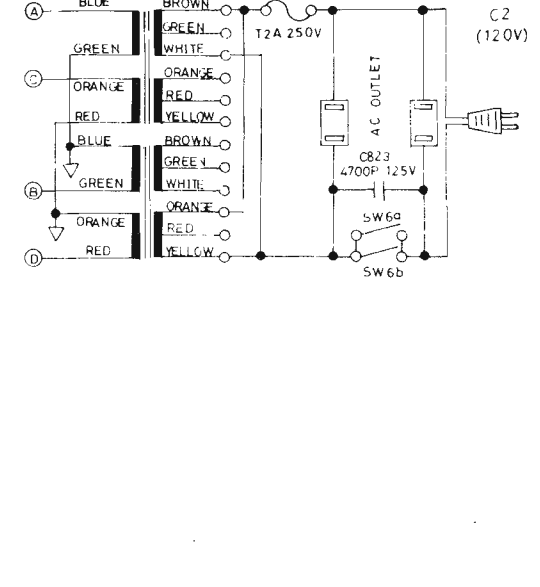 BLUE BROWN
A
GREEN
C2
T2A 250V
(120V)
GREEN WHITE
ORANGE
C
ORANGE RED
AC OUTLET
RED YELLOW
BLUE BROWN
C823
GREEN
4700P 125V
B
GREEN WHITE
ORANGE
SW6a
ORANGE RED
RED YELLOW
D
SW6b